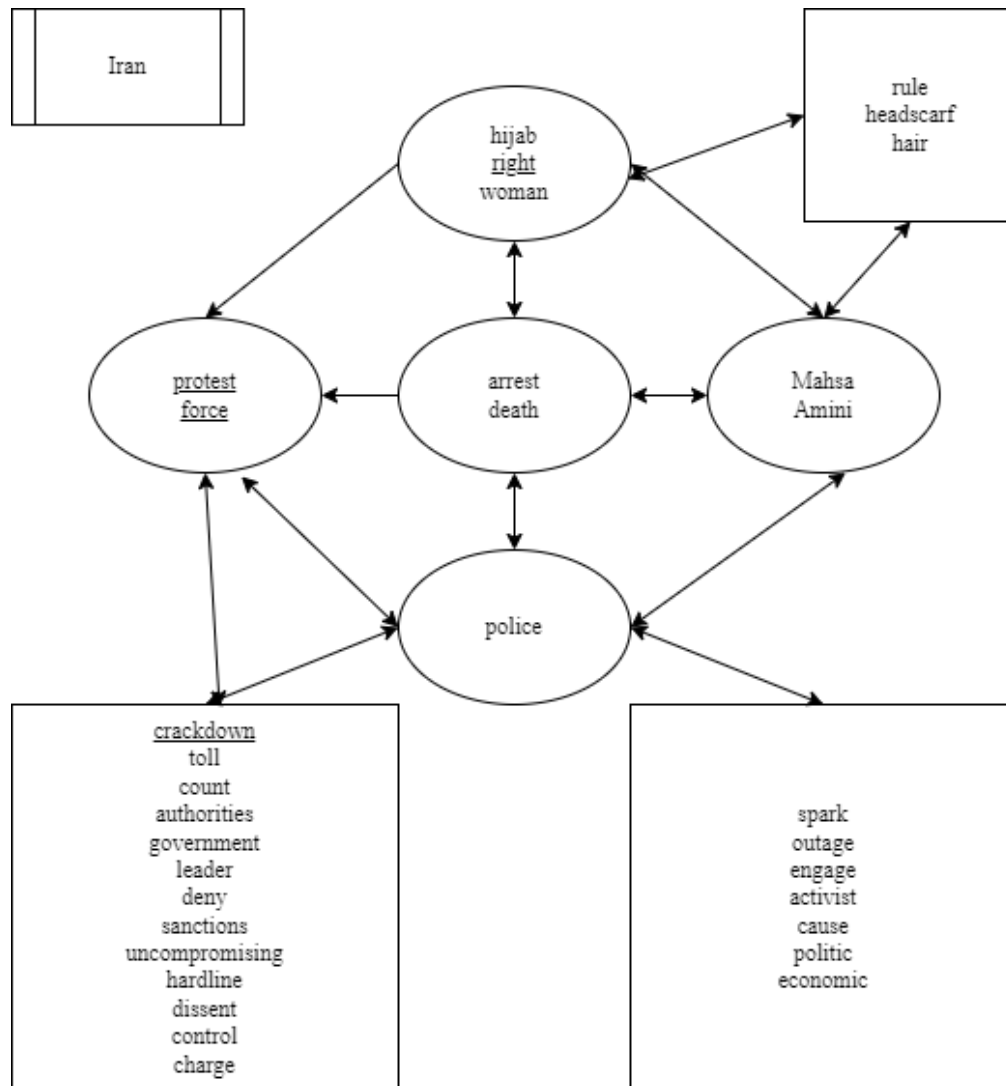 Iran
rule
headscarf
hair
hijab
right
woman
protest
force
arrest
death
Mahsa
Amini
police
crackdown
toll
count
authorities
government
leader
deny
sanctions
uncompromising
hardline
dissent
control
charge
spark
outage
engage
activist
cause
politic
economic